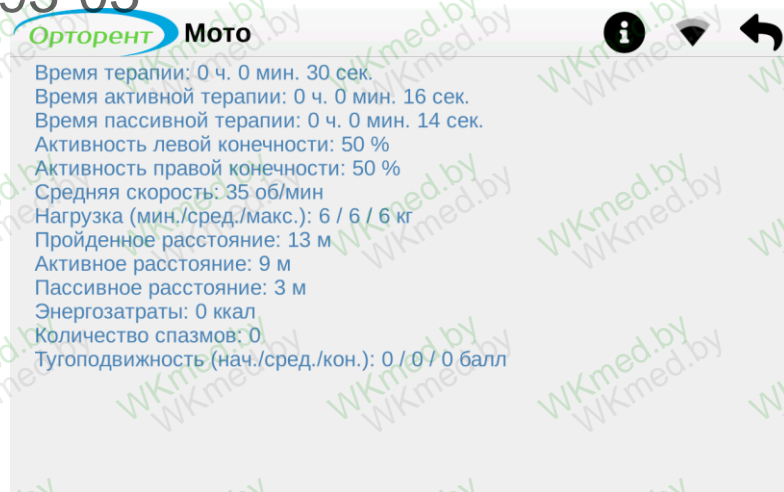 Орторент Мото
Время терапии: 0 ч. 0 мин. 30 сек.
Время активной терапии: 0 ч. 0 мин. 16 сек.
Время пассивной терапии: 0 ч. 0 мин. 14 сек.
Активность левой конечности: 50 %
Активность правой конечности: 50 %
Средняя скорость: 35 об/мин
Нагрузка (мин./сред./макс.): 6 / 6 / 6 кг
Пройденное расстояние: 13 м
Активное расстояние: 9 м
Пассивное расстояние: 3 м
Энергозатраты: 0 ккал
Количество спазмов: 0
Тугоподвижность (нач./сред./кон.): 0 / 0 / 0 балл
WKmed.by